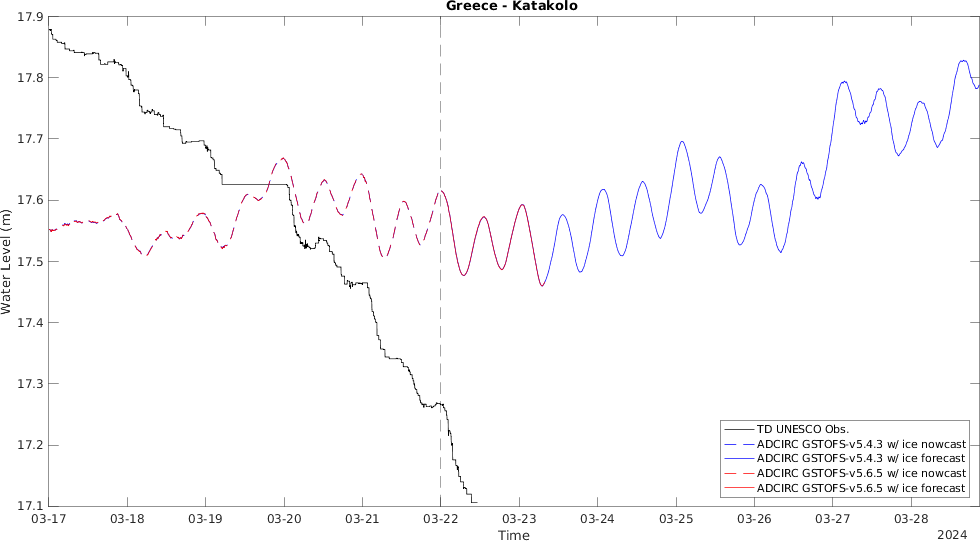 Greece - Katakolo
17.9
17.8
17.7
17.6
17.5
17.4
17.3
17.2
17.1
Water Level (m)
TD UNESCO Obs.
ADCIRC GSTOFS-v5.4.3 w/ ice nowcast
ADCIRC GSTOFS-v5.4.3 w/ ice forecast
ADCIRC GSTOFS-v5.6.5 w/ ice nowcast
ADCIRC GSTOFS-v5.6.5 w/ ice forecast
03-17 03-18 03-19 03-20 03-21 03-22 03-23 03-24 03-25 03-26 03-27 03-28
Time
2024